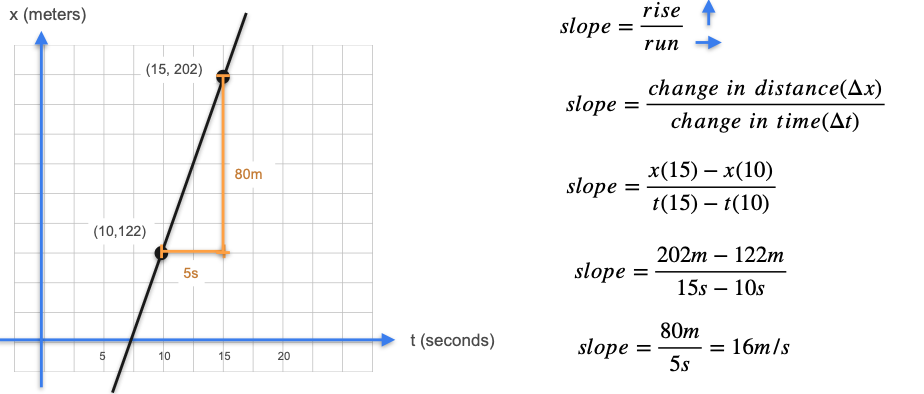 x (meters)
(15, 202)
80m
(10,122)
5s
t (seconds)
5 10 15 20
slope = rise / run
slope = change in distance(Δx) / change in time(Δt)
slope = x(15) − x(10) / t(15) − t(10)
slope = 202m − 122m / 15s − 10s
slope = 80m / 5s = 16m/s